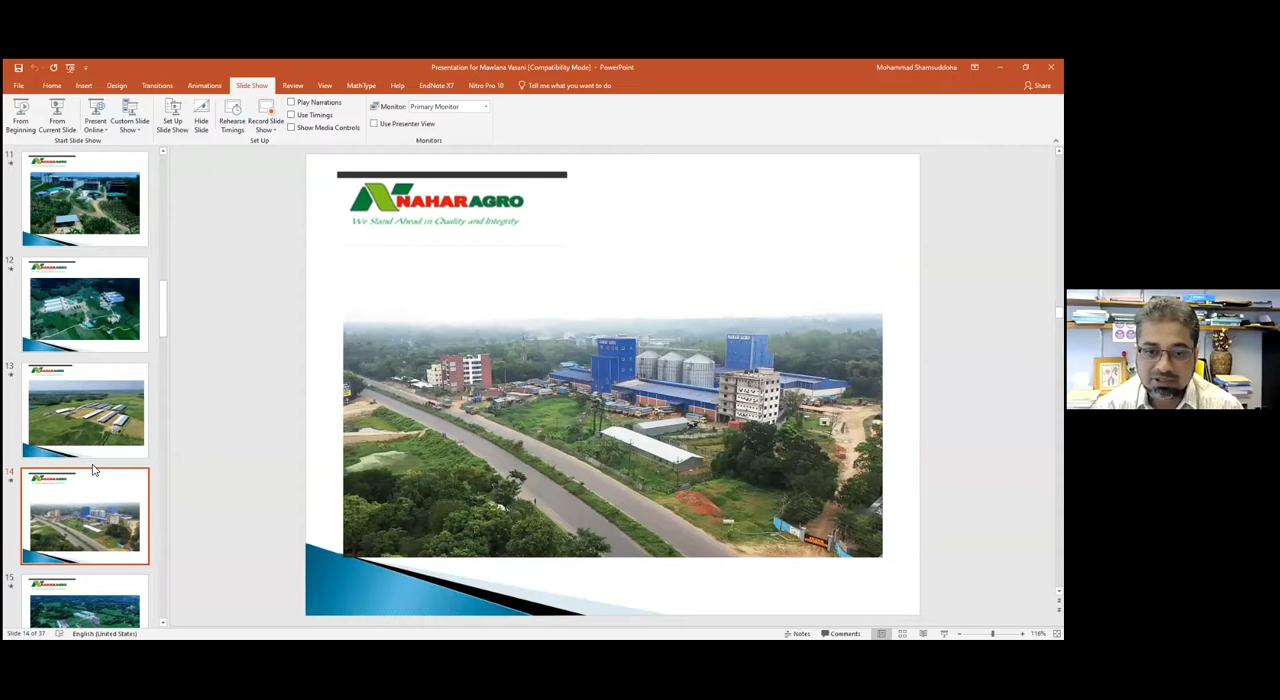 Presentation for Mawlana Vasani [Compatibility Mode] - PowerPoint
Mohammad Shamsuddoha
File Home Insert Design Transitions Animations Slide Show Review View MathType Help EndNote X7 Nitro Pro 10 Tell me what you want to do Share
From Beginning
From Current Slide
Present Online
Custom Slide Show
Set Up Slide Show
Hide Slide
Rehearse Timings
Record Slide Show
Play Narrations
Use Timings
Show Media Controls
Monitor: Primary Monitor
Use Presenter View
Start Slide Show
Set Up
Monitors
11
12
13
14
15
NAHAR AGRO
We Stand Ahead in Quality and Integrity
Slide 14 of 37 English (United States)
Notes Comments 116%